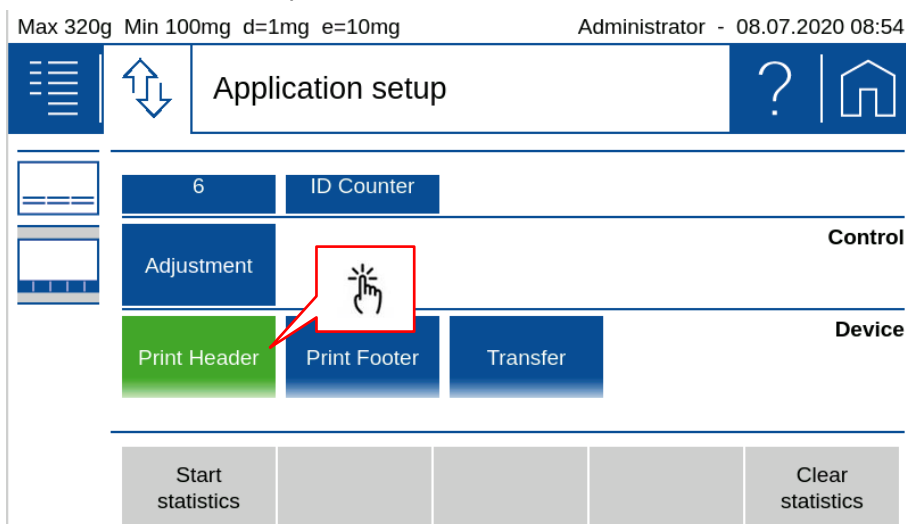 Max 320g Min 100mg d=1mg e=10mg Administrator - 08.07.2020 08:54
Application setup ?
6 ID Counter
Control
Adjustment
Device
Print Header Print Footer Transfer
Start statistics Clear statistics